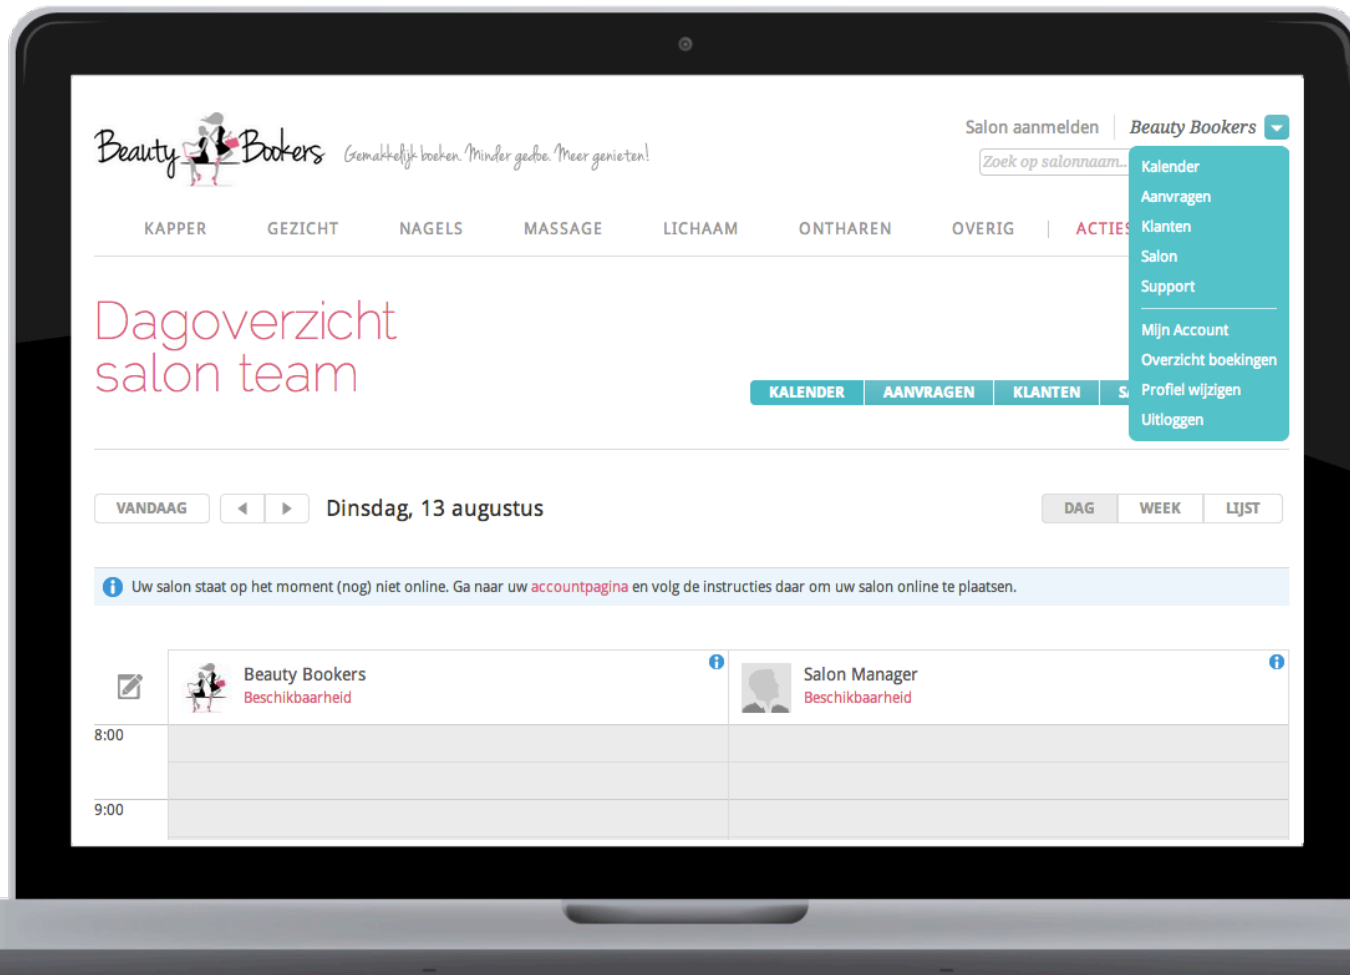 Beauty Bookers
Gemakkelijk boeken. Minder gedoe. Meer genieten!
Salon aanmelden
Beauty Bookers
Zoek op salonnaam...
KAPPER GEZICHT NAGELS MASSAGE LICHAAM ONTHAREN OVERIG ACTIES
Kalender
Aanvragen
Klanten
Salon
Support
Mijn Account
Overzicht boekingen
Profiel wijzigen
Uitloggen
Dagoverzicht
salon team
KALENDER AANVRAGEN KLANTEN
VANDAAG Dinsdag, 13 augustus DAG WEEK LIJST
Uw salon staat op het moment (nog) niet online. Ga naar uw accountpagina en volg de instructies daar om uw salon online te plaatsen.
Beauty Bookers
Beschikbaarheid
Salon Manager
Beschikbaarheid
8:00
9:00